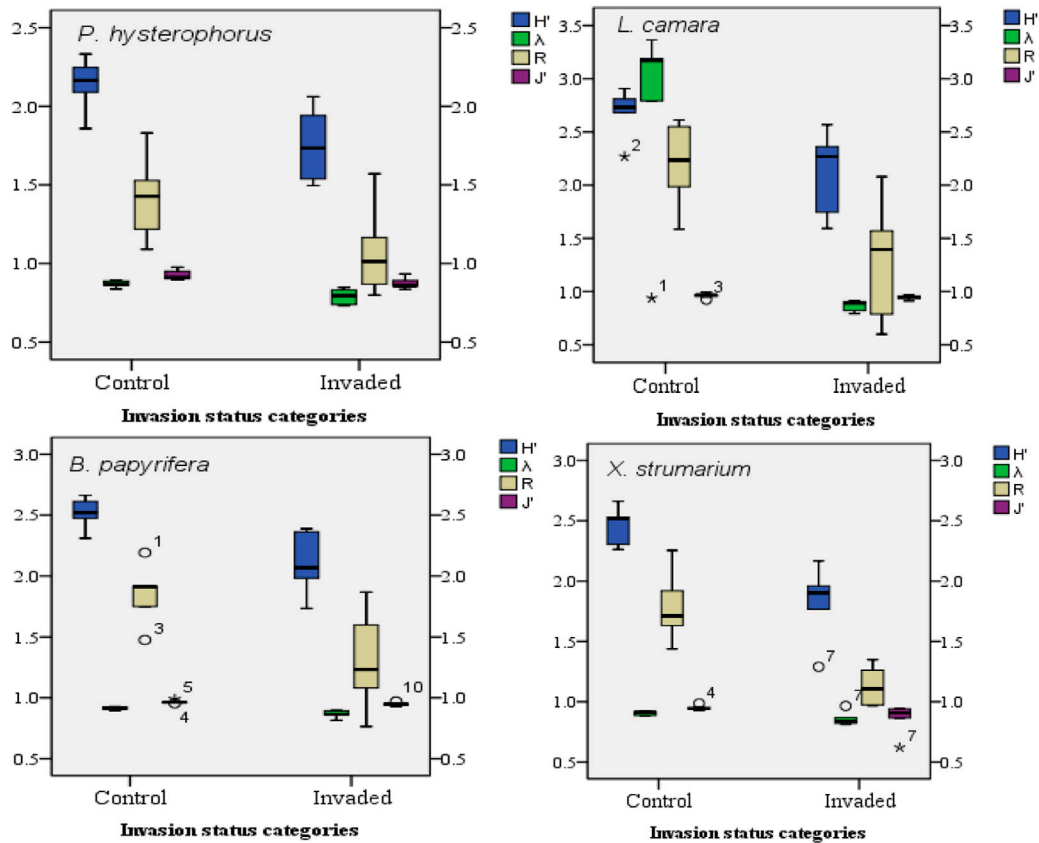 P. hysterophorus
H'
λ
R
J'
2.5
2.0
1.5
1.0
0.5
2.5
2.0
1.5
1.0
0.5
Control Invaded
Invasion status categories
L. camara
H'
λ
R
J'
3.5
3.0
2.5
2.0
1.5
1.0
0.5
3.5
3.0
2.5
2.0
1.5
1.0
0.5
2
1
3
Control Invaded
Invasion status categories
B. papyrifera
H'
λ
R
J'
3.0
2.5
2.0
1.5
1.0
0.5
3.0
2.5
2.0
1.5
1.0
0.5
1
3
5
4
10
Control Invaded
Invasion status categories
X. strumarium
H'
λ
R
J'
3.0
2.5
2.0
1.5
1.0
0.5
3.0
2.5
2.0
1.5
1.0
0.5
4
7
7
7
Control Invaded
Invasion status categories